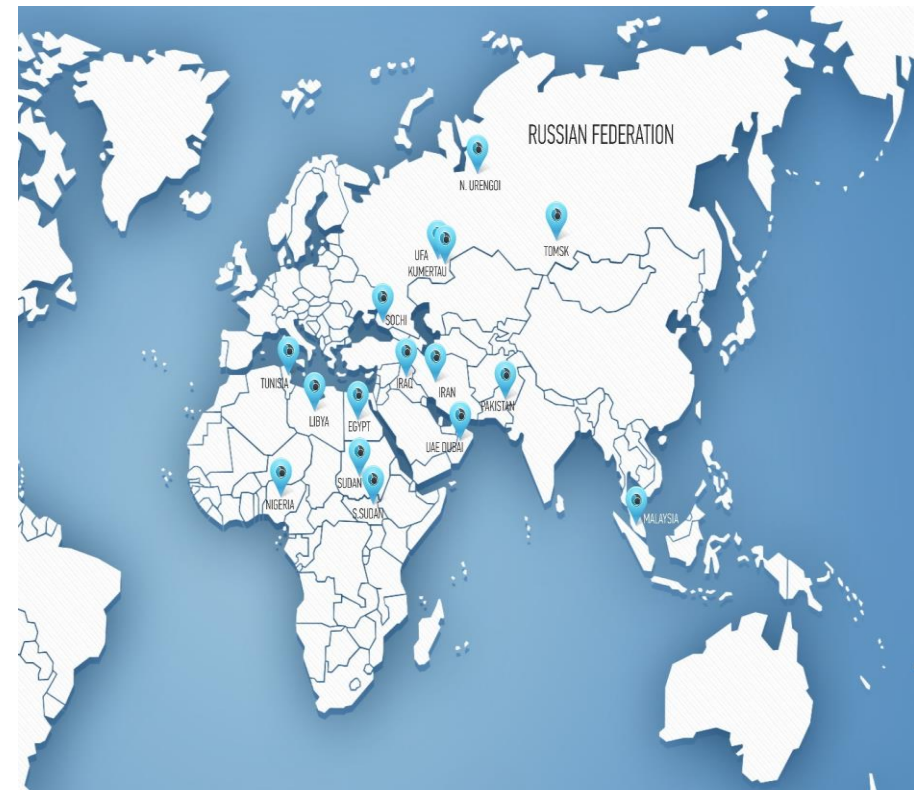 RUSSIAN FEDERATION
N. URENGOI
TOMSK
UFA
KUMERTAU
SOCHI
TUNISIA
IRAQ
IRAN
PAKISTAN
LIBYA
EGYPT
UAE DUBAI
SUDAN
NIGERIA
S.SUDAN
MALAYSIA